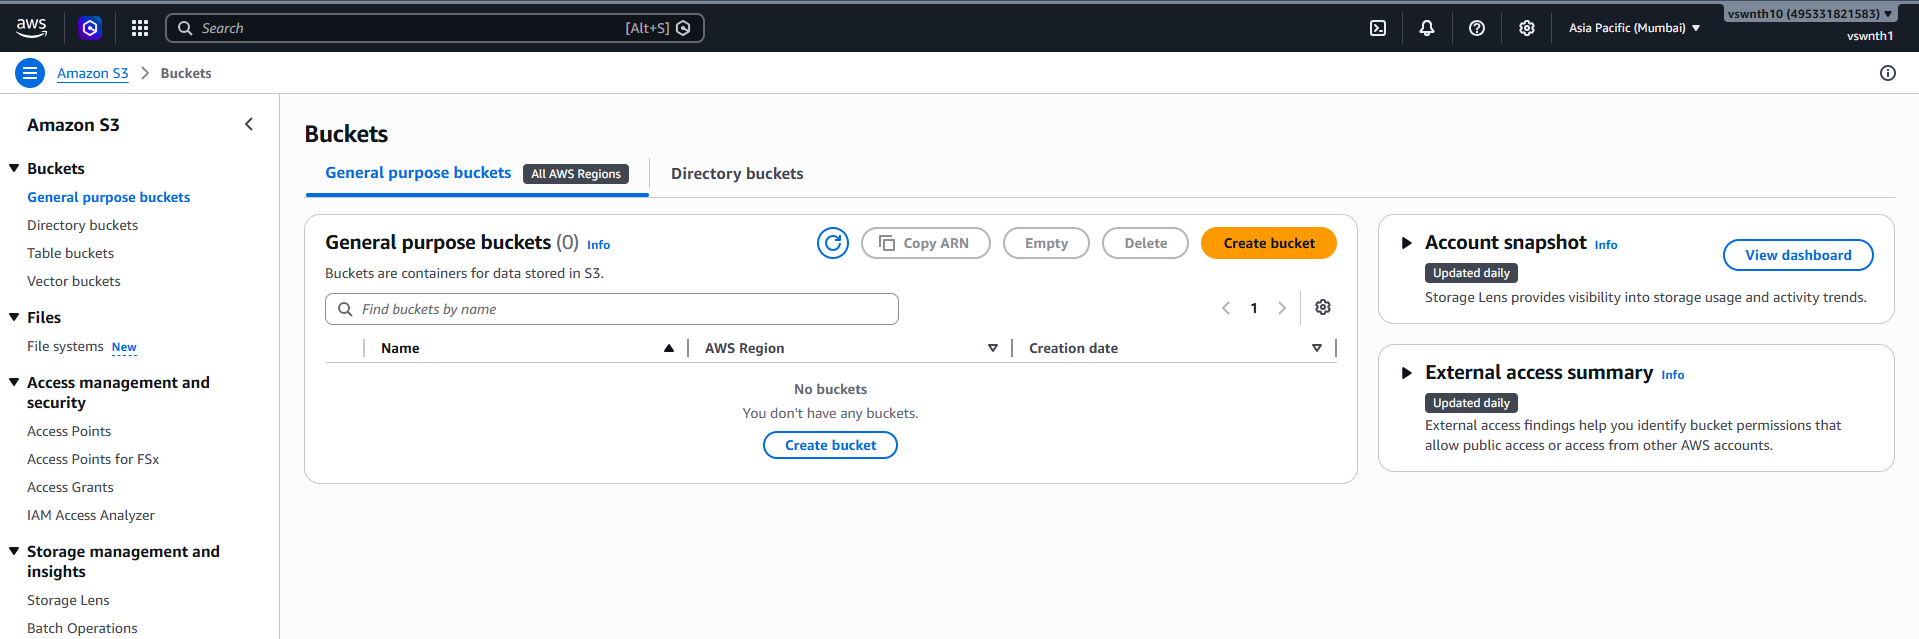 aws
Search
[Alt+S]
Asia Pacific (Mumbai)
vswnth10 (495331821583)
vswnth1
Amazon S3
Buckets
Amazon S3
Buckets
General purpose buckets
Directory buckets
Table buckets
Vector buckets
Files
File systems New
Access management and
security
Access Points
Access Points for FSx
Access Grants
IAM Access Analyzer
Storage management and
insights
Storage Lens
Batch Operations
Buckets
General purpose buckets All AWS Regions
Directory buckets
General purpose buckets (0) Info
Buckets are containers for data stored in S3.
Copy ARN
Empty
Delete
Create bucket
Find buckets by name
1
Name
AWS Region
Creation date
No buckets
You don't have any buckets.
Create bucket
Account snapshot Info
Updated daily
View dashboard
Storage Lens provides visibility into storage usage and activity trends.
External access summary Info
Updated daily
External access findings help you identify bucket permissions that
allow public access or access from other AWS accounts.